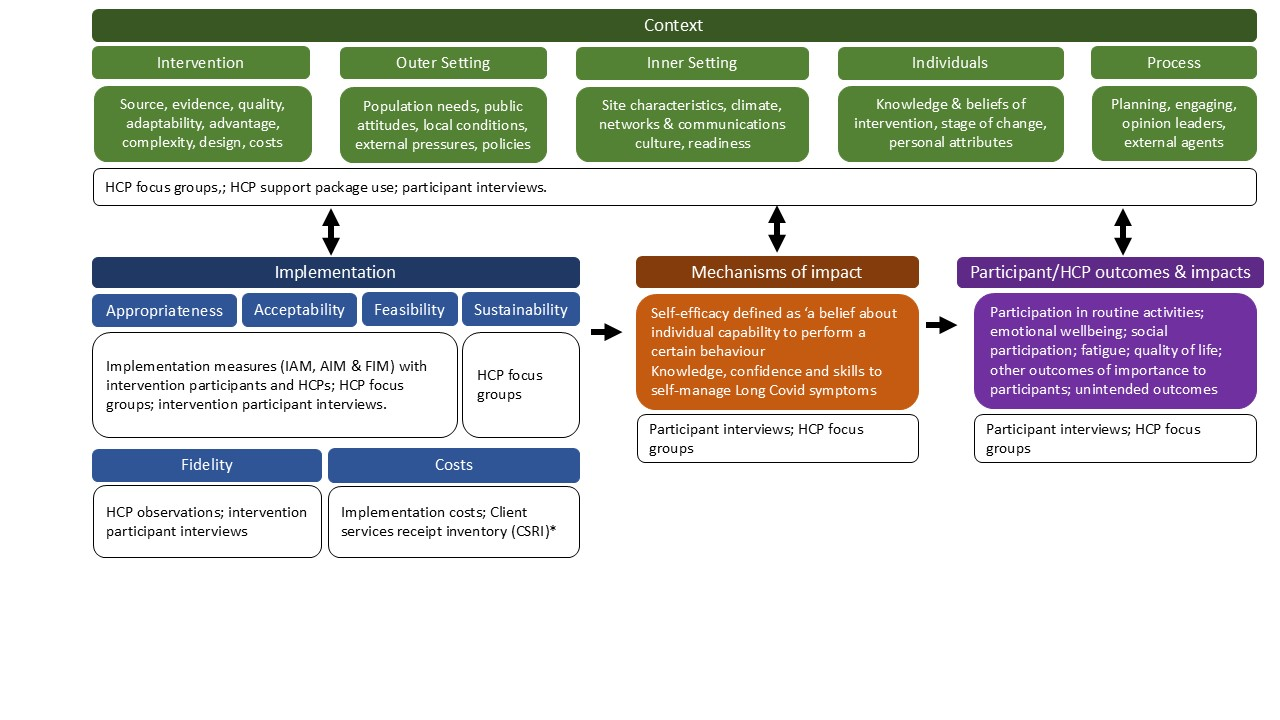 Context
Intervention
Outer Setting
Inner Setting
Individuals
Process
Source, evidence, quality,
adaptability, advantage,
complexity, design, costs
Population needs, public
attitudes, local conditions,
external pressures, policies
Site characteristics, climate,
networks & communications
culture, readiness
Knowledge & beliefs of
intervention, stage of change,
personal attributes
Planning, engaging,
opinion leaders,
external agents
HCP focus groups,; HCP support package use; participant interviews.
Implementation
Appropriateness
Acceptability
Feasibility
Sustainability
Implementation measures (IAM, AIM & FIM) with
intervention participants and HCPs; HCP focus
groups; intervention participant interviews.
HCP focus
groups
Fidelity
Costs
HCP observations; intervention
participant interviews
Implementation costs; Client
services receipt inventory (CSRI)*
Mechanisms of impact
Self-efficacy defined as ‘a belief about
individual capability to perform a
certain behaviour
Knowledge, confidence and skills to
self-manage Long Covid symptoms
Participant interviews; HCP focus
groups
Participant/HCP outcomes & impacts
Participation in routine activities;
emotional wellbeing; social
participation; fatigue; quality of life;
other outcomes of importance to
participants; unintended outcomes
Participant interviews; HCP focus
groups